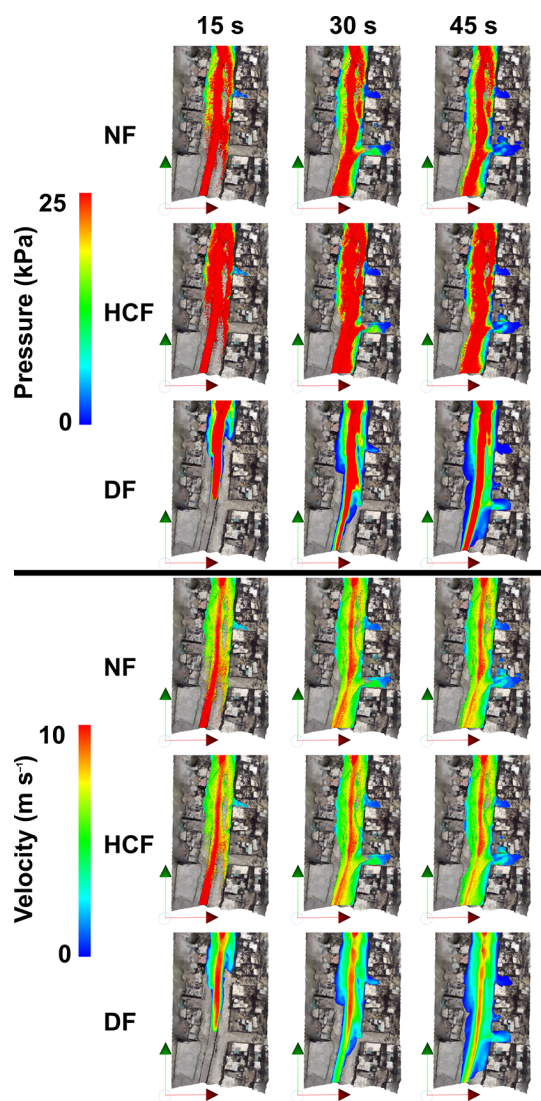 15 s 30 s 45 s
NF
25
Pressure (kPa)
HCF
0
DF
NF
10
Velocity (m s⁻¹)
HCF
0
DF